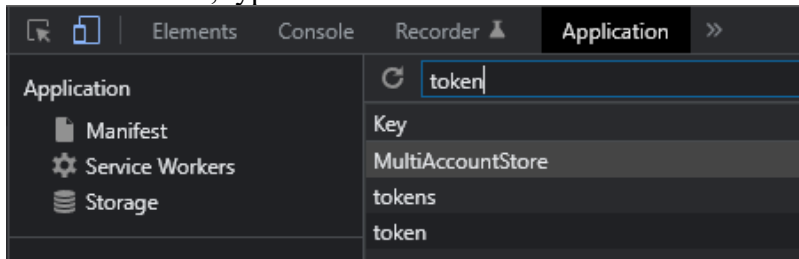 Elements Console Recorder Application »
Application
Manifest
Service Workers
Storage
token
Key
MultiAccountStore
tokens
token